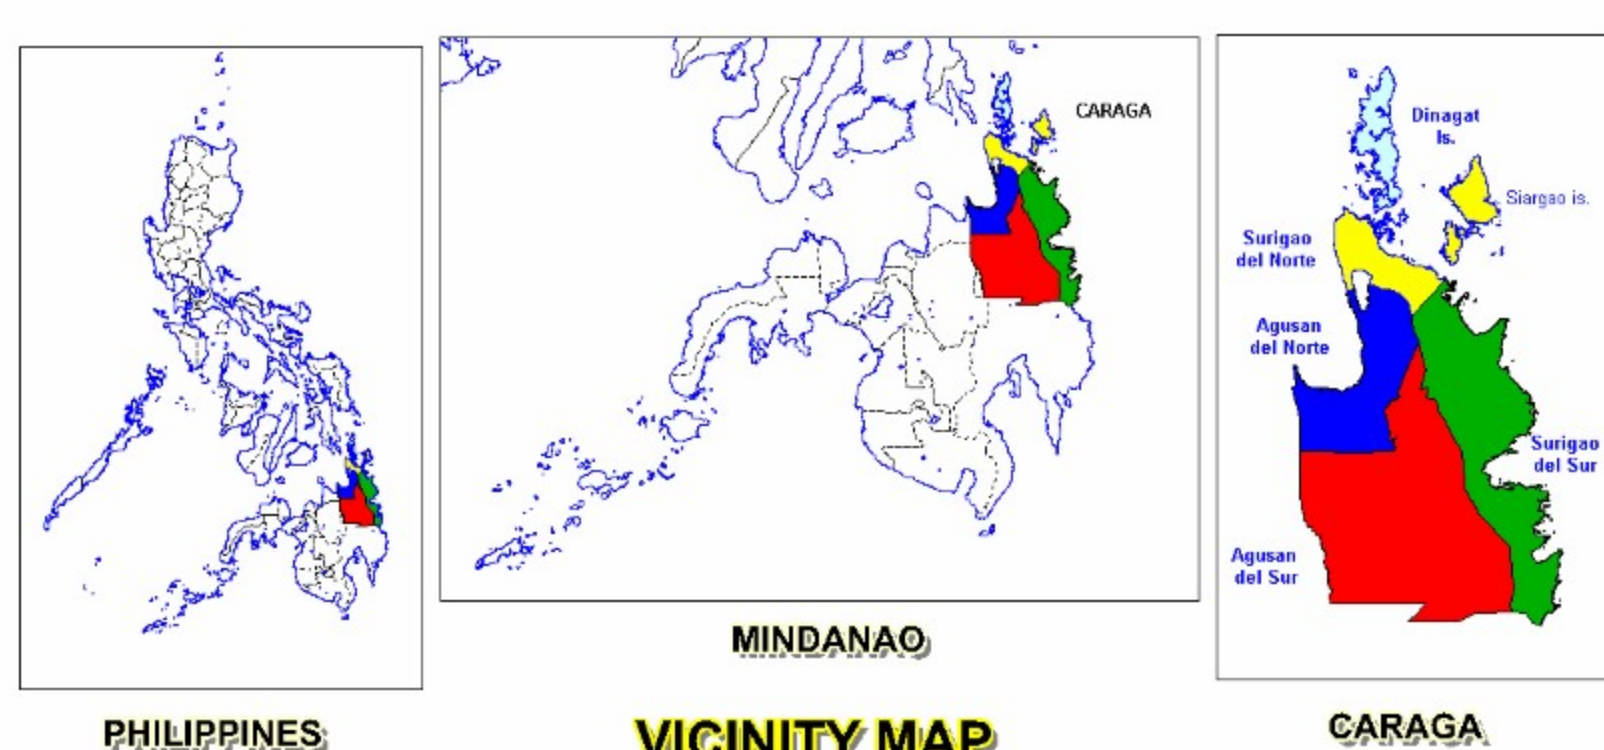 CARAGA
Dinagat
Is.
Siargao is.
Surigao
del Norte
Agusan
del Norte
Surigao
del Sur
Agusan
del Sur
MINDANAO
PHILIPPINES
VICINITY MAP
CARAGA